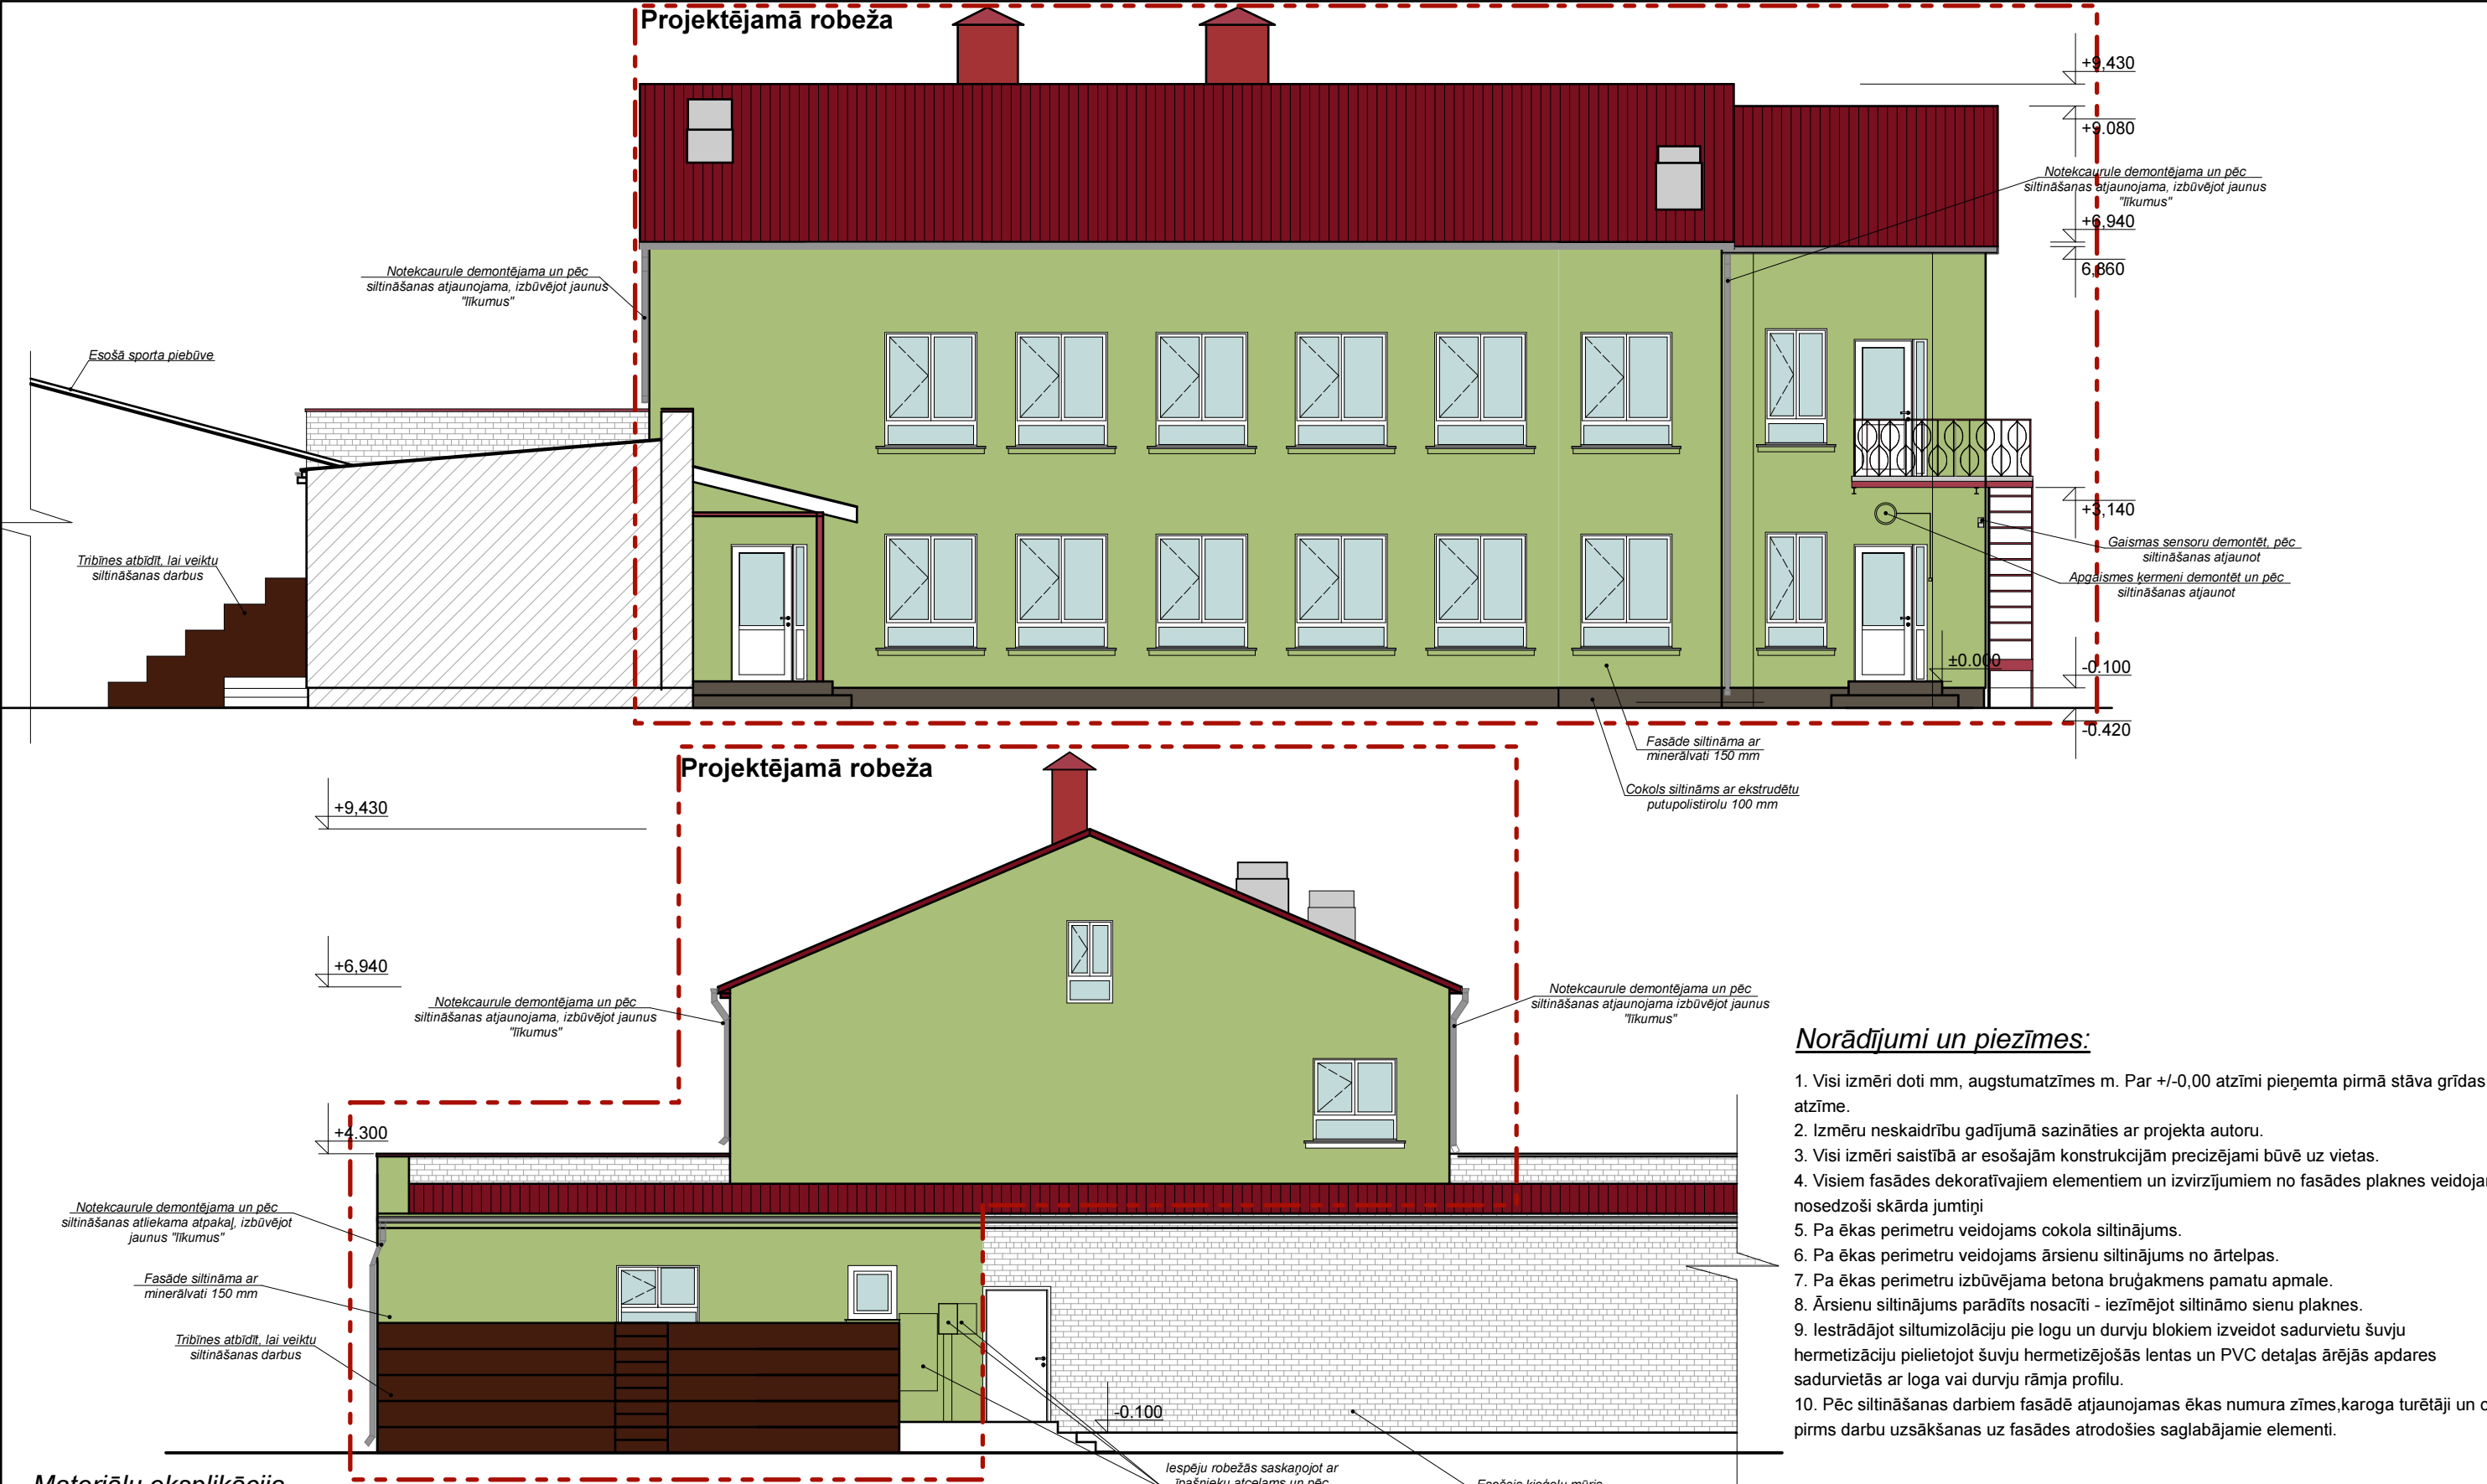 Projektējamā robeža
+9,430
+9.080
Notekcaurule demontējama un pēc
siltināšanas atjaunojama, izbūvējot jaunus
"līkumus"
+6,940
6,860
Notekcaurule demontējama un pēc
siltināšanas atjaunojama, izbūvējot jaunus
"līkumus"
Esošā sporta piebūve
+3,140
Gaismas sensoru demontēt, pēc
siltināšanas atjaunot
Apgaismes ķermeni demontēt un pēc
siltināšanas atjaunot
Tribīnes atbīdīt, lai veiktu
siltināšanas darbus
±0.000
-0.100
-0.420
Fasāde siltināma ar
minerālvati 150 mm
Cokols siltināms ar ekstrudētu
putupolistirolu 100 mm
Projektējamā robeža
+9,430
+6,940
Notekcaurule demontējama un pēc
siltināšanas atjaunojama, izbūvējot jaunus
"līkumus"
Notekcaurule demontējama un pēc
siltināšanas atjaunojama izbūvējot jaunus
"līkumus"
+4.300
Notekcaurule demontējama un pēc
siltināšanas atliekama atpakaļ, izbūvējot
jaunus "līkumus"
Fasāde siltināma ar
minerālvati 150 mm
Tribīnes atbīdīt, lai veiktu
siltināšanas darbus
-0.100
Iespēju robežās saskaņojot ar
īpašnieku atceļams un pēc
Norādījumi un piezīmes:
1. Visi izmēri doti mm, augstumatzīmes m. Par +/-0,00 atzīmi pieņemta pirmā stāva grīdas
atzīme.
2. Izmēru neskaidrību gadījumā sazināties ar projekta autoru.
3. Visi izmēri saistībā ar esošajām konstrukcijām precizējami būvē uz vietas.
4. Visiem fasādes dekoratīvajiem elementiem un izvirzījumiem no fasādes plaknes
nosedzoši skārda jumtiņi
5. Pa ēkas perimetru veidojams cokola siltinājums.
6. Pa ēkas perimetru veidojams ārsienu siltinājums no ārtelpas.
7. Pa ēkas perimetru izbūvējama betona bruģakmens pamatu apmale.
8. Ārsienu siltinājums parādīts nosacīti - iezīmējot siltināmo sienu plaknes.
9. Iestrādājot siltumizolāciju pie logu un durvju blokiem izveidot sadurvietu šuvju
hermetizāciju pielietojot šuvju hermetizējošās lentas un PVC detaļas ārējās apdares
sadurvietās ar loga vai durvju rāmja profilu.
10. Pēc siltināšanas darbiem fasādē atjaunojamas ēkas numura zīmes,karoga turētāji un
pirms darbu uzsākšanas uz fasādes atrodošies saglabājamie elementi.